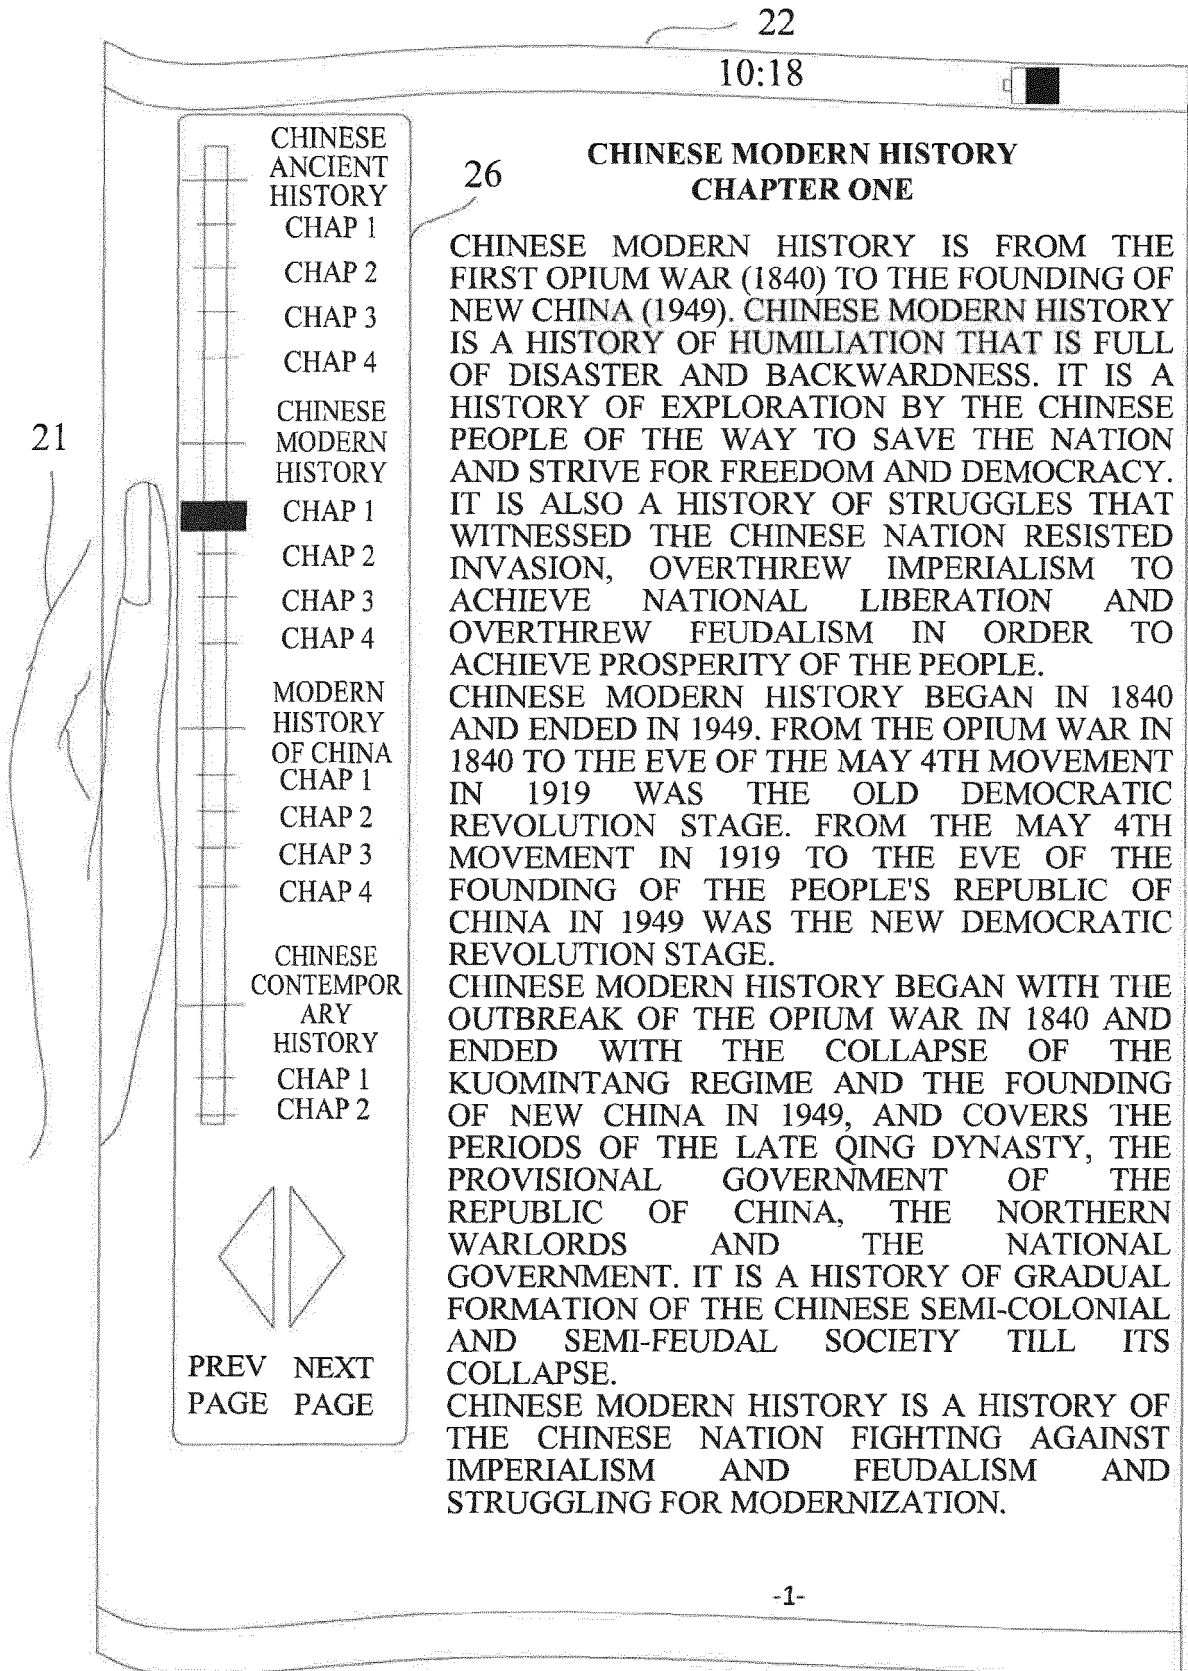 22
10:18
21
26
CHINESE
ANCIENT
HISTORY
CHAP 1
CHAP 2
CHAP 3
CHAP 4
CHINESE
MODERN
HISTORY
CHAP 1
CHAP 2
CHAP 3
CHAP 4
MODERN
HISTORY
OF CHINA
CHAP 1
CHAP 2
CHAP 3
CHAP 4
CHINESE
CONTEMPOR
ARY
HISTORY
CHAP 1
CHAP 2
PREV NEXT
PAGE PAGE
CHINESE MODERN HISTORY
CHAPTER ONE
CHINESE MODERN HISTORY IS FROM THE
FIRST OPIUM WAR (1840) TO THE FOUNDING OF
NEW CHINA (1949). CHINESE MODERN HISTORY
IS A HISTORY OF HUMILIATION THAT IS FULL
OF DISASTER AND BACKWARDNESS. IT IS A
HISTORY OF EXPLORATION BY THE CHINESE
PEOPLE OF THE WAY TO SAVE THE NATION
AND STRIVE FOR FREEDOM AND DEMOCRACY.
IT IS ALSO A HISTORY OF STRUGGLES THAT
WITNESSED THE CHINESE NATION RESISTED
INVASION, OVERTHREW IMPERIALISM TO
ACHIEVE NATIONAL LIBERATION AND
OVERTHREW FEUDALISM IN ORDER TO
ACHIEVE PROSPERITY OF THE PEOPLE.
CHINESE MODERN HISTORY BEGAN IN 1840
AND ENDED IN 1949. FROM THE OPIUM WAR IN
1840 TO THE EVE OF THE MAY 4TH MOVEMENT
IN 1919 WAS THE OLD DEMOCRATIC
REVOLUTION STAGE. FROM THE MAY 4TH
MOVEMENT IN 1919 TO THE EVE OF THE
FOUNDING OF THE PEOPLE'S REPUBLIC OF
CHINA IN 1949 WAS THE NEW DEMOCRATIC
REVOLUTION STAGE.
CHINESE MODERN HISTORY BEGAN WITH THE
OUTBREAK OF THE OPIUM WAR IN 1840 AND
ENDED WITH THE COLLAPSE OF THE
KUOMINTANG REGIME AND THE FOUNDING
OF NEW CHINA IN 1949, AND COVERS THE
PERIODS OF THE LATE QING DYNASTY, THE
PROVISIONAL GOVERNMENT OF THE
REPUBLIC OF CHINA, THE NORTHERN
WARLORDS AND THE NATIONAL
GOVERNMENT. IT IS A HISTORY OF GRADUAL
FORMATION OF THE CHINESE SEMI-COLONIAL
AND SEMI-FEUDAL SOCIETY TILL ITS
COLLAPSE.
CHINESE MODERN HISTORY IS A HISTORY OF
THE CHINESE NATION FIGHTING AGAINST
IMPERIALISM AND FEUDALISM AND
STRUGGLING FOR MODERNIZATION.
-1-